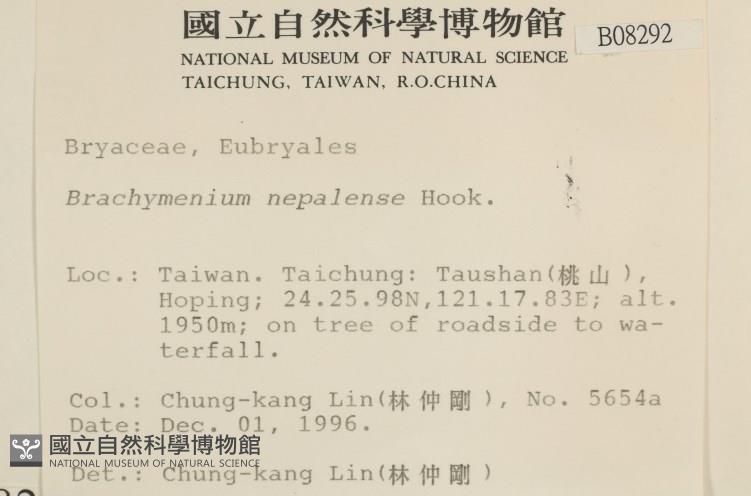 國立自然科學博物館
B08292
NATIONAL MUSEUM OF NATURAL SCIENCE
TAICHUNG, TAIWAN, R.O.CHINA
Bryaceae, Eubryales
Brachymenium nepalense Hook.
Loc.: Taiwan. Taichung: Taushan(桃山),
Hoping; 24.25.98N,121.17.83E; alt.
1950m; on tree of roadside to wa-
terfall.
Col.: Chung-kang Lin(林仲剛), No. 5654a
Date: Dec. 01, 1996.
國立自然科學博物館
NATIONAL MUSEUM OF NATURAL SCIENCE
Det.: Chung-kang Lin(林仲剛)